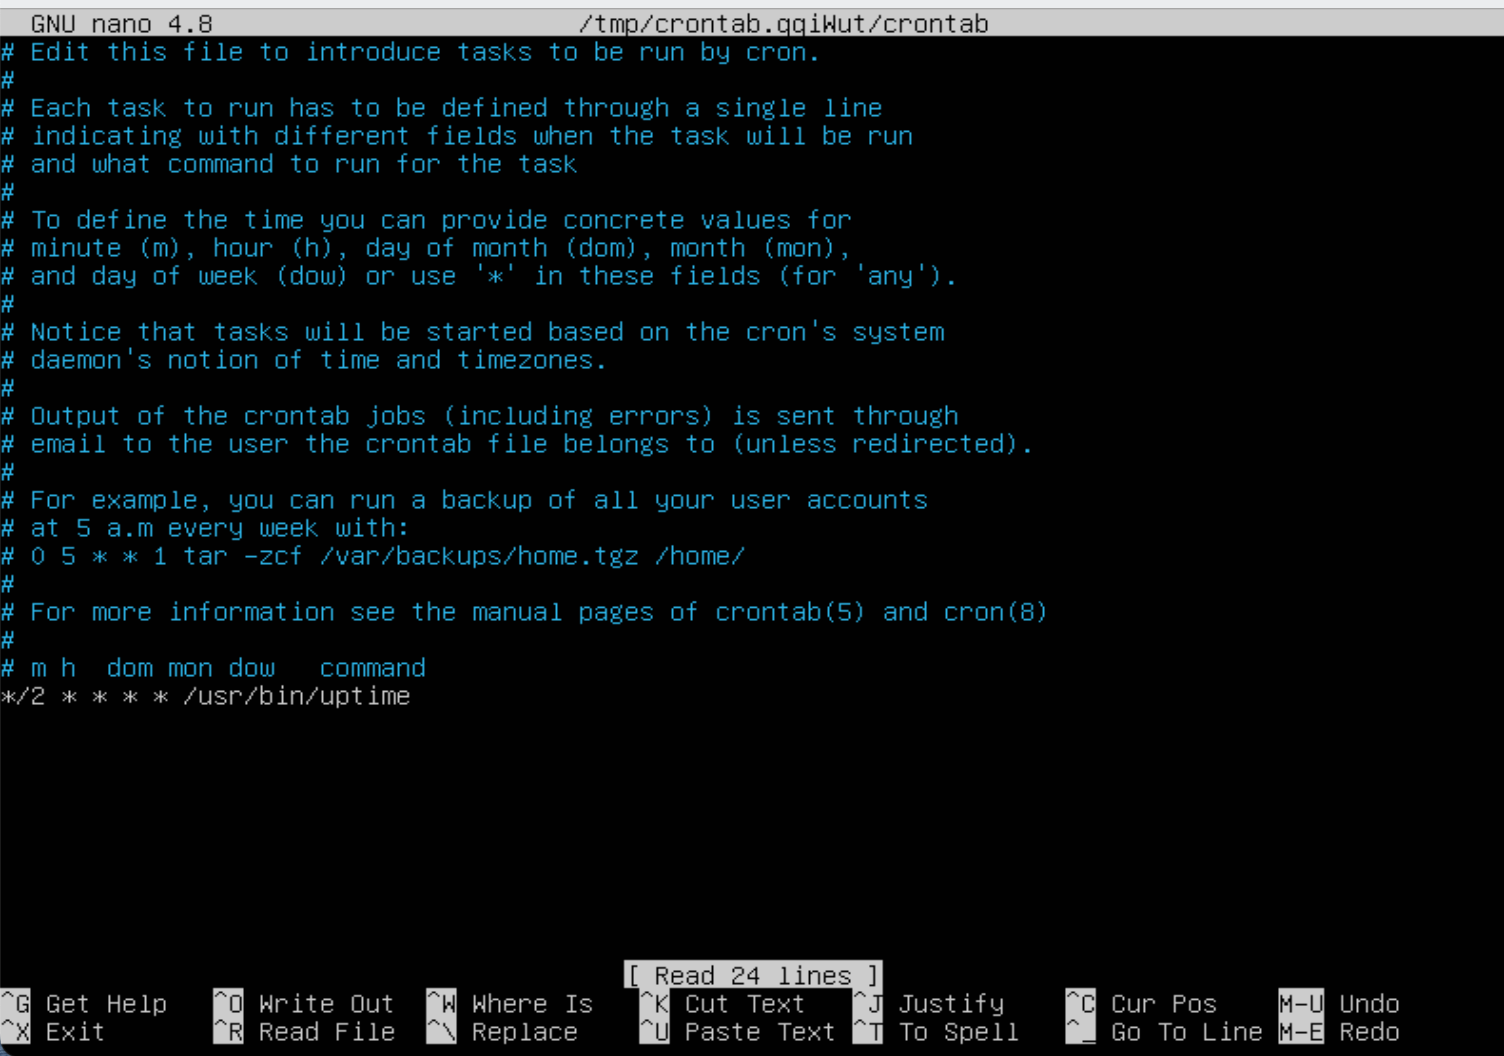 GNU nano 4.8 /tmp/crontab.qqiWut/crontab
# Edit this file to introduce tasks to be run by cron.
#
# Each task to run has to be defined through a single line
# indicating with different fields when the task will be run
# and what command to run for the task
#
# To define the time you can provide concrete values for
# minute (m), hour (h), day of month (dom), month (mon),
# and day of week (dow) or use '*' in these fields (for 'any').
#
# Notice that tasks will be started based on the cron's system
# daemon's notion of time and timezones.
#
# Output of the crontab jobs (including errors) is sent through
# email to the user the crontab file belongs to (unless redirected).
#
# For example, you can run a backup of all your user accounts
# at 5 a.m every week with:
# 0 5 * * 1 tar -zcf /var/backups/home.tgz /home/
#
# For more information see the manual pages of crontab(5) and cron(8)
#
# m h  dom mon dow   command
*/2 * * * * /usr/bin/uptime
[ Read 24 lines ]
^G Get Help ^O Write Out ^W Where Is ^K Cut Text ^J Justify ^C Cur Pos M-U Undo
^X Exit ^R Read File ^\ Replace ^U Paste Text ^T To Spell ^_ Go To Line M-E Redo